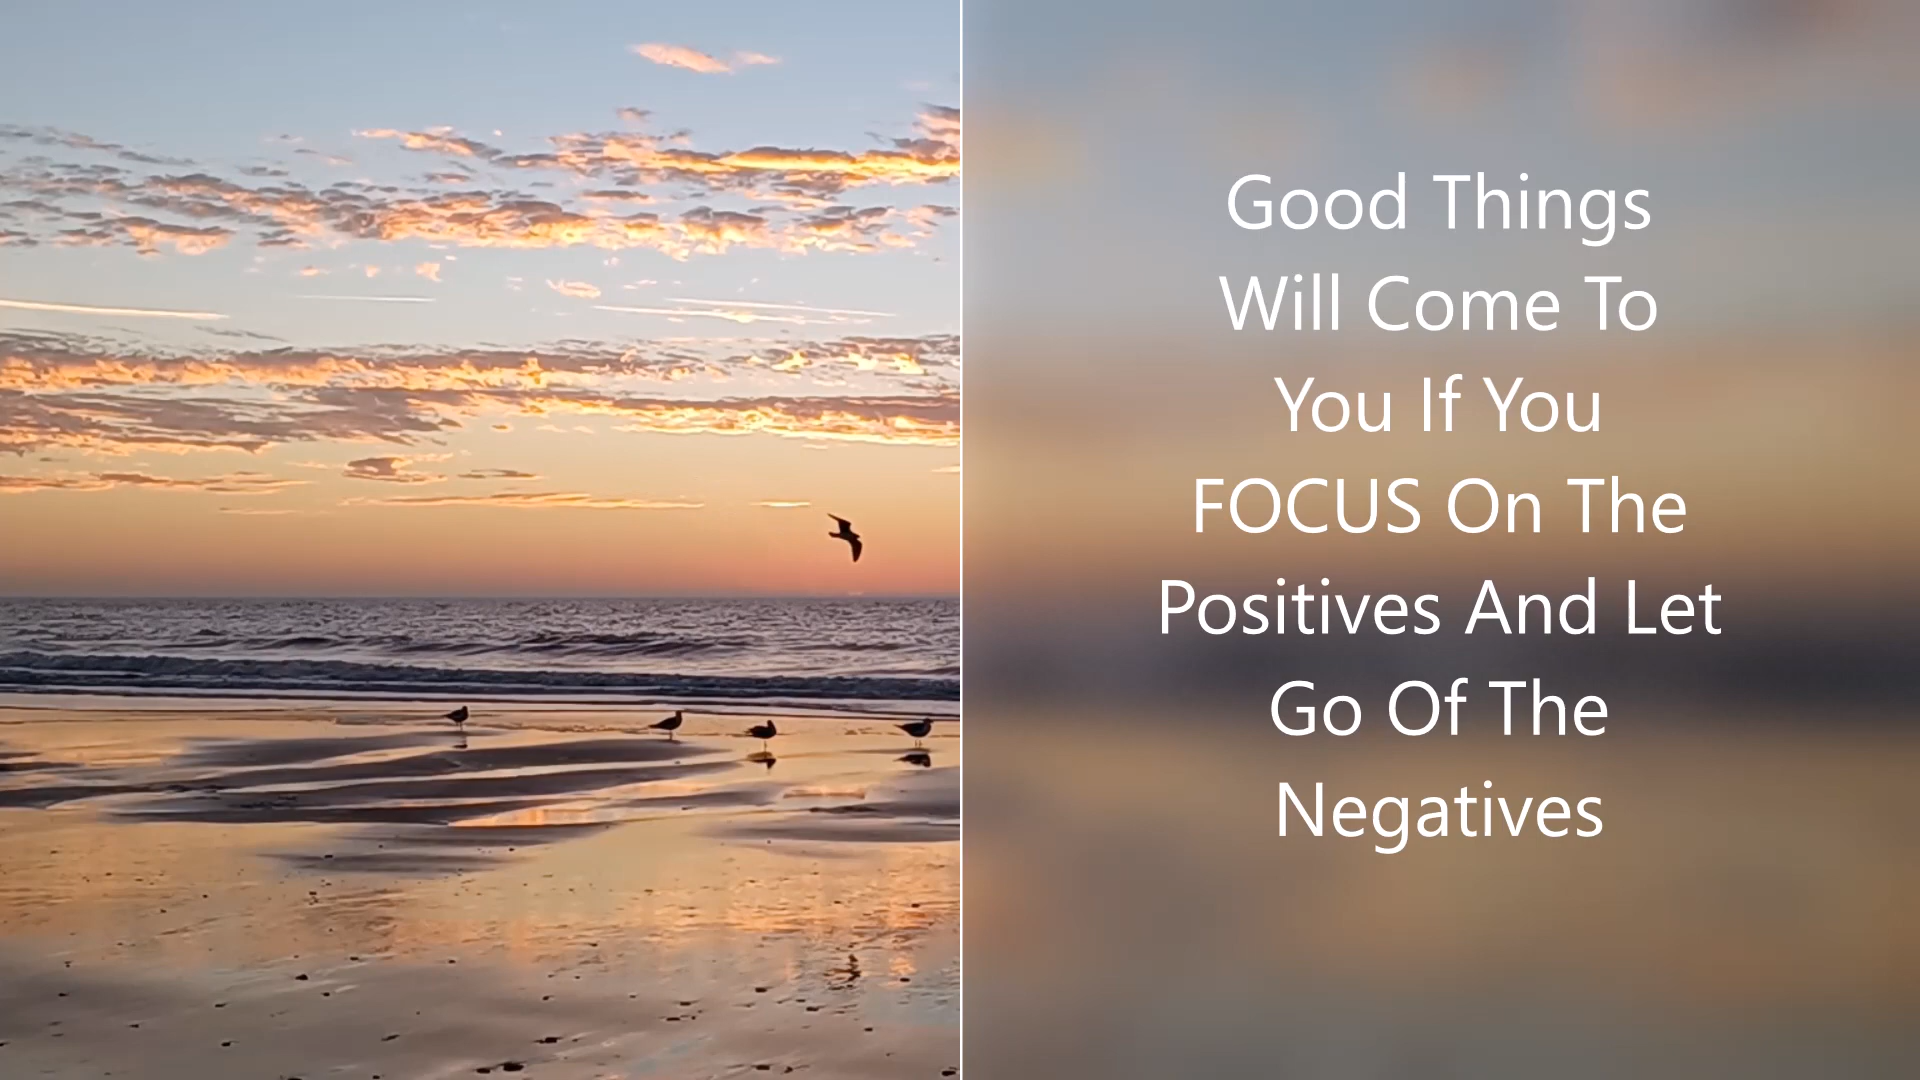 Good Things
Will Come To
You If You
FOCUS On The
Positives And Let
Go Of The
Negatives